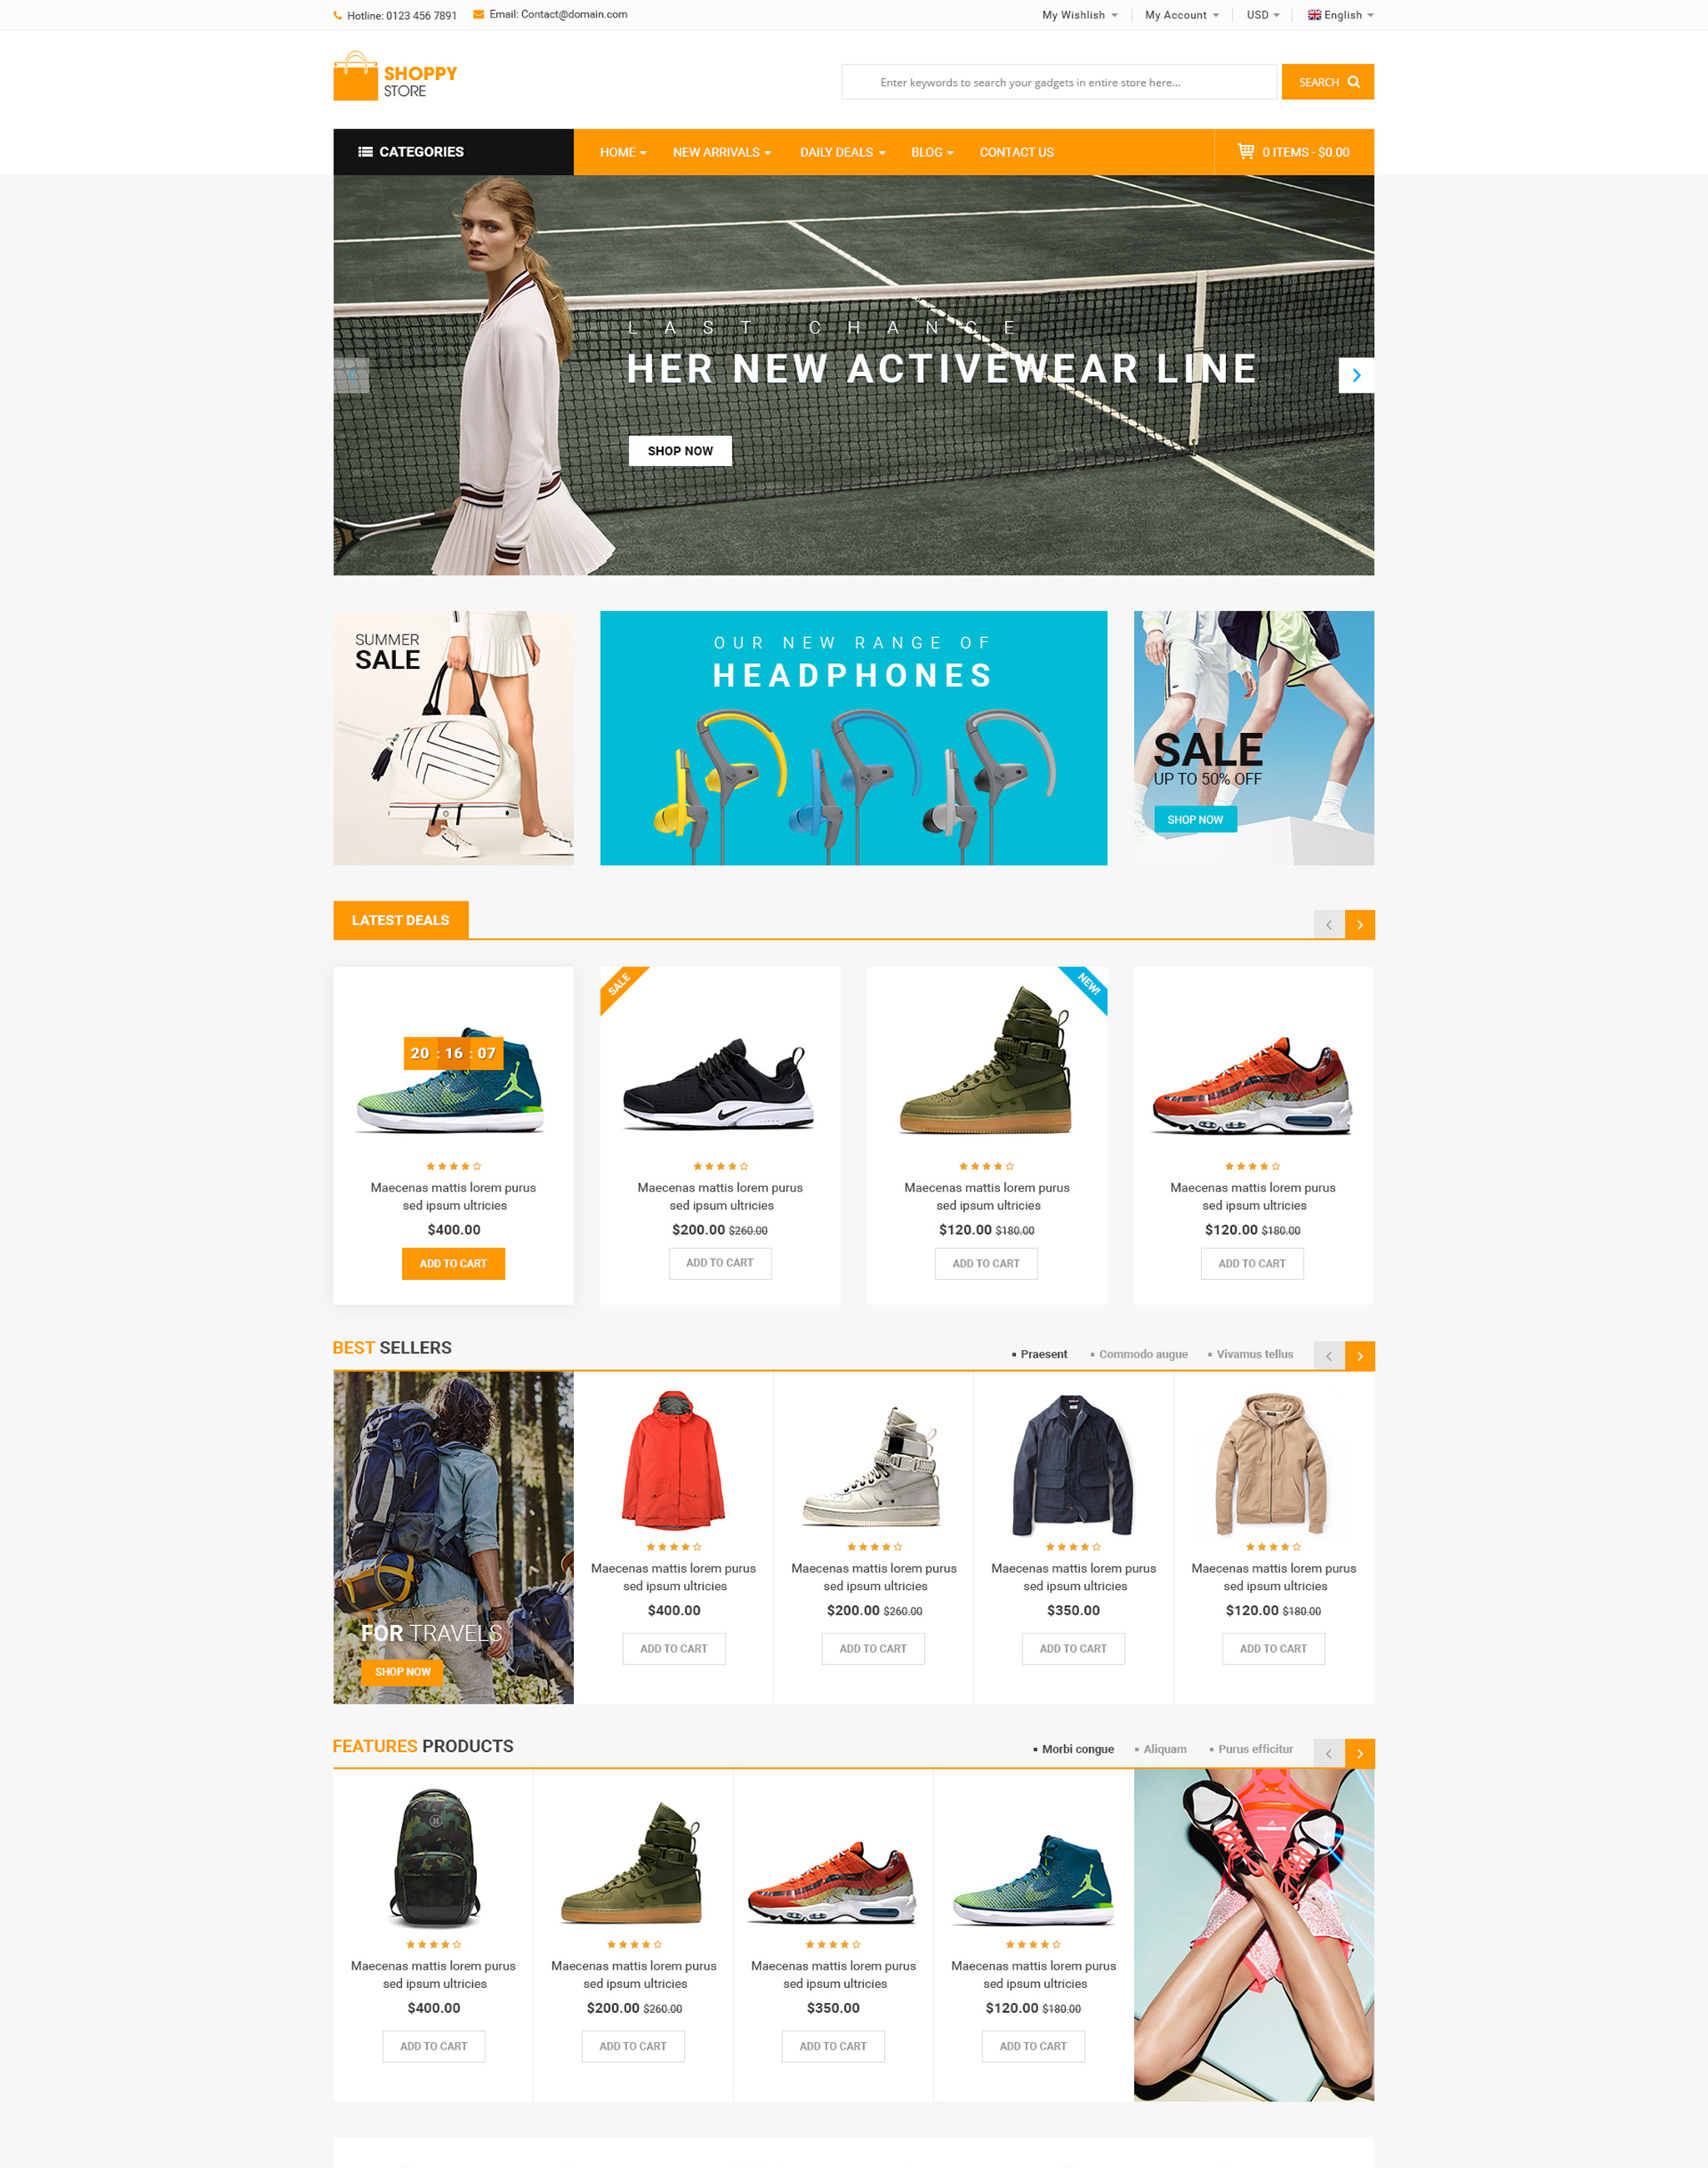 Hotline: 0123 456 7891 Email: Contact@domain.com My Wishlist My Account USD English
SHOPPY
STORE
Enter keywords to search your gadgets in entire store here... SEARCH
CATEGORIES HOME NEW ARRIVALS DAILY DEALS BLOG CONTACT US 0 ITEMS - $0.00
LAST CHANCE
HER NEW ACTIVEWEAR LINE
SHOP NOW
SUMMER
SALE
OUR NEW RANGE OF
HEADPHONES
SALE
UP TO 50% OFF
SHOP NOW
LATEST DEALS
SALE NEW!
20 : 16 : 07
Maecenas mattis lorem purus
sed ipsum ultricies
$400.00
ADD TO CART
Maecenas mattis lorem purus
sed ipsum ultricies
$200.00 $260.00
ADD TO CART
Maecenas mattis lorem purus
sed ipsum ultricies
$120.00 $180.00
ADD TO CART
Maecenas mattis lorem purus
sed ipsum ultricies
$120.00 $180.00
ADD TO CART
BEST SELLERS Praesent Commodo augue Vivamus tellus
FOR TRAVELS
SHOP NOW
Maecenas mattis lorem purus
sed ipsum ultricies
$400.00
ADD TO CART
Maecenas mattis lorem purus
sed ipsum ultricies
$200.00 $260.00
ADD TO CART
Maecenas mattis lorem purus
sed ipsum ultricies
$350.00
ADD TO CART
Maecenas mattis lorem purus
sed ipsum ultricies
$120.00 $180.00
ADD TO CART
FEATURES PRODUCTS Morbi congue Aliquam Purus efficitur
Maecenas mattis lorem purus
sed ipsum ultricies
$400.00
ADD TO CART
Maecenas mattis lorem purus
sed ipsum ultricies
$200.00 $260.00
ADD TO CART
Maecenas mattis lorem purus
sed ipsum ultricies
$350.00
ADD TO CART
Maecenas mattis lorem purus
sed ipsum ultricies
$120.00 $180.00
ADD TO CART